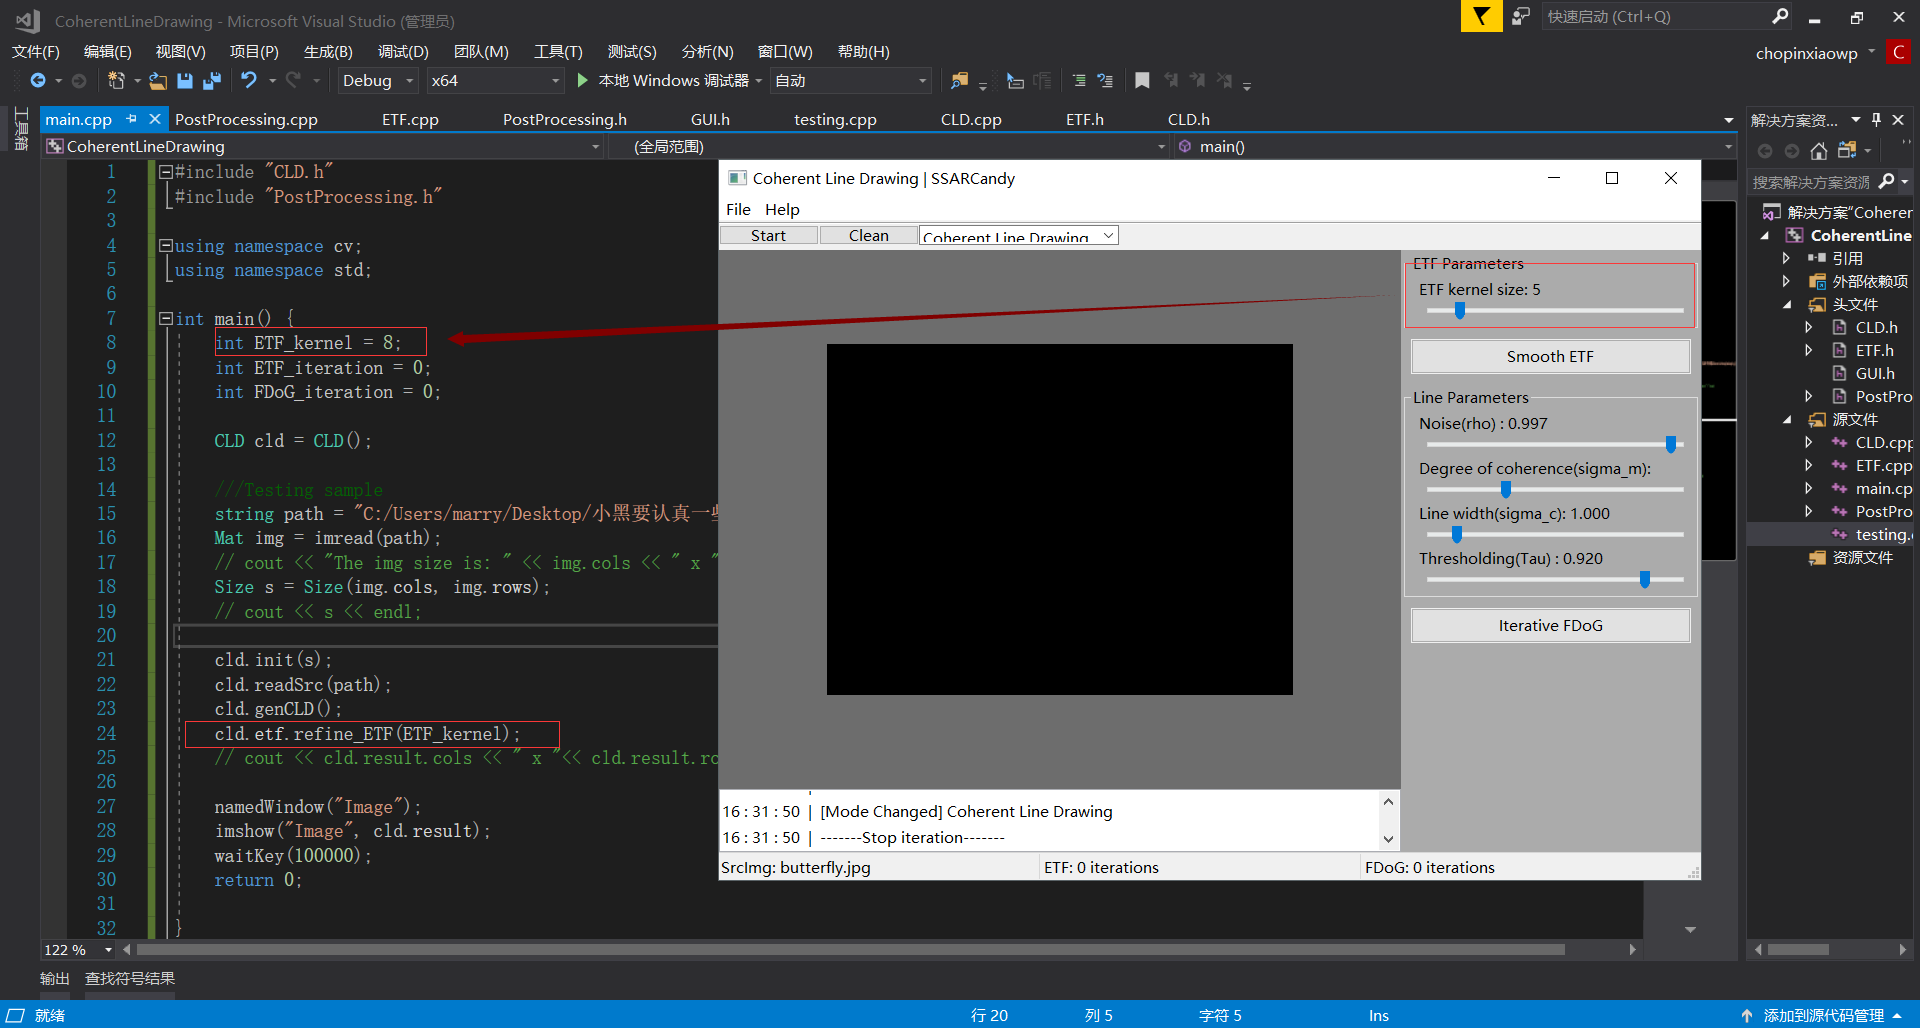 CoherentLineDrawing - Microsoft Visual Studio (管理员)
快速启动 (Ctrl+Q)
文件(F) 编辑(E) 视图(V) 项目(P) 生成(B) 调试(D) 团队(M) 工具(T) 测试(S) 分析(N) 窗口(W) 帮助(H)
chopinxiaowp C
Debug x64 本地 Windows 调试器 自动
工具箱
main.cpp PostProcessing.cpp ETF.cpp PostProcessing.h GUI.h testing.cpp CLD.cpp ETF.h CLD.h
CoherentLineDrawing (全局范围) main()
1 #include "CLD.h"
2 #include "PostProcessing.h"
3
4 using namespace cv;
5 using namespace std;
6
7 int main() {
8 int ETF_kernel = 8;
9 int ETF_iteration = 0;
10 int FDoG_iteration = 0;
11
12 CLD cld = CLD();
13
14 ///Testing sample
15 string path = "C:/Users/marry/Desktop/小黑要认真一些
16 Mat img = imread(path);
17 // cout << "The img size is: " << img.cols << " x "
18 Size s = Size(img.cols, img.rows);
19 // cout << s << endl;
20
21 cld.init(s);
22 cld.readSrc(path);
23 cld.genCLD();
24 cld.etf.refine_ETF(ETF_kernel);
25 // cout << cld.result.cols << " x "<< cld.result.ro
26
27 namedWindow("Image");
28 imshow("Image", cld.result);
29 waitKey(100000);
30 return 0;
31
32 }
122 %
输出 查找符号结果
就绪 行 20 列 5 字符 5 Ins 添加到源代码管理
Coherent Line Drawing | SSARCandy
File Help
Start Clean Coherent Line Drawing
ETF Parameters
ETF kernel size: 5
Smooth ETF
Line Parameters
Noise(rho) : 0.997
Degree of coherence(sigma_m):
Line width(sigma_c): 1.000
Thresholding(Tau) : 0.920
Iterative FDoG
16 : 31 : 50 | [Mode Changed] Coherent Line Drawing
16 : 31 : 50 | -------Stop iteration-------
SrcImg: butterfly.jpg ETF: 0 iterations FDoG: 0 iterations
解决方案资...
搜索解决方案资源
解决方案"Coheren
CoherentLine
引用
外部依赖项
头文件
CLD.h
ETF.h
GUI.h
PostPro
源文件
CLD.cpp
ETF.cpp
main.cp
PostPro
testing.c
资源文件